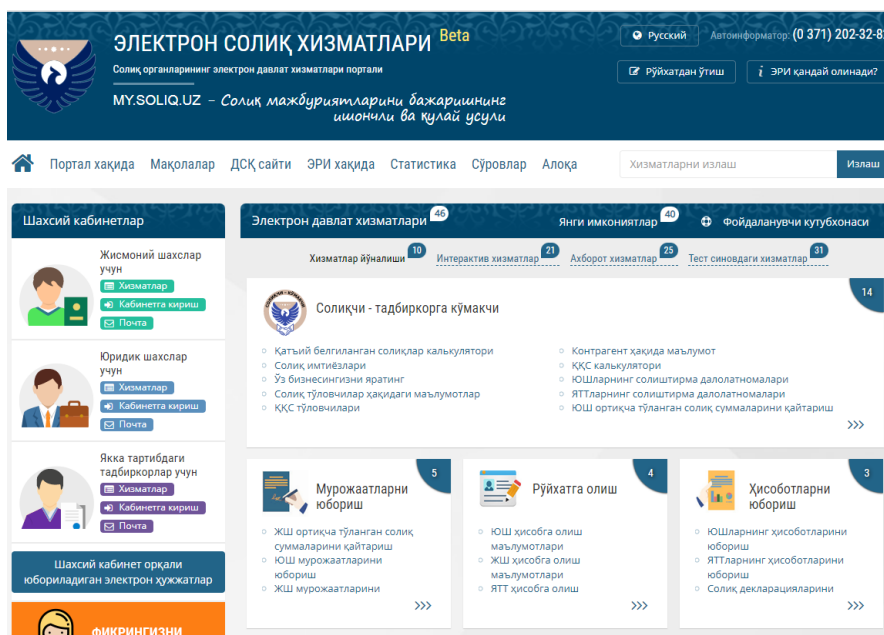 ЭЛЕКТРОН СОЛИҚ ХИЗМАТЛАРИ Beta
Солиқ органларининг электрон давлат хизматлари портали
MY.SOLIQ.UZ – Солиқ мажбуриятларини бажаришнинг
ишончли ва қулай усули
Русский
Автоинформатор: (0 371) 202-32-82
Рўйхатдан ўтиш
ЭРИ қандай олинади?
Портал хақида Мақолалар ДСҚ сайти ЭРИ хақида Статистика Сўровлар Алоқа
Хизматларни излаш
Излаш
Шахсий кабинетлар
Жисмоний шахслар
учун
Хизматлар
Кабинетга кириш
Почта
Юридик шахслар
учун
Хизматлар
Кабинетга кириш
Почта
Якка тартибдаги
тадбиркорлар учун
Хизматлар
Кабинетга кириш
Почта
Шахсий кабинет орқали
юбориладиган электрон ҳужжатлар
ФИКРИНГИЗНИ
Электрон давлат хизматлари 46
Янги имкониятлар 40
Фойдаланувчи кутубхонаси
Хизматлар йўналиши 10 Интерактив хизматлар 21 Ахборот хизматлар 25 Тест синовдаги хизматлар 31
Солиқчи - тадбиркорга кўмакчи
14
Қатъий белгиланган солиқлар калькулятори
Солиқ имтиёзлари
Ўз бизнесингизни яратинг
Солиқ тўловчилар ҳақидаги маълумотлар
ҚҚС тўловчилари
Контрагент ҳақида маълумот
ҚҚС калькулятори
ЮШларнинг солиштирма далолатномалари
ЯТТларнинг солиштирма далолатномалари
ЮШ ортиқча тўланган солиқ суммаларини қайтариш
>>>
Мурожаатларни
юбориш
5
ЖШ ортиқча тўланган солиқ
суммаларини қайтариш
ЮШ мурожаатларини
юбориш
ЖШ мурожаатларини
>>>
Рўйхатга олиш
4
ЮШ ҳисобга олиш
маълумотлари
ЖШ ҳисобга олиш
маълумотлари
ЯТТ ҳисобга олиш
>>>
Ҳисоботларни
юбориш
3
ЮШларнинг ҳисоботларини
юбориш
ЯТТларнинг ҳисоботларини
юбориш
Солиқ декларацияларини
>>>